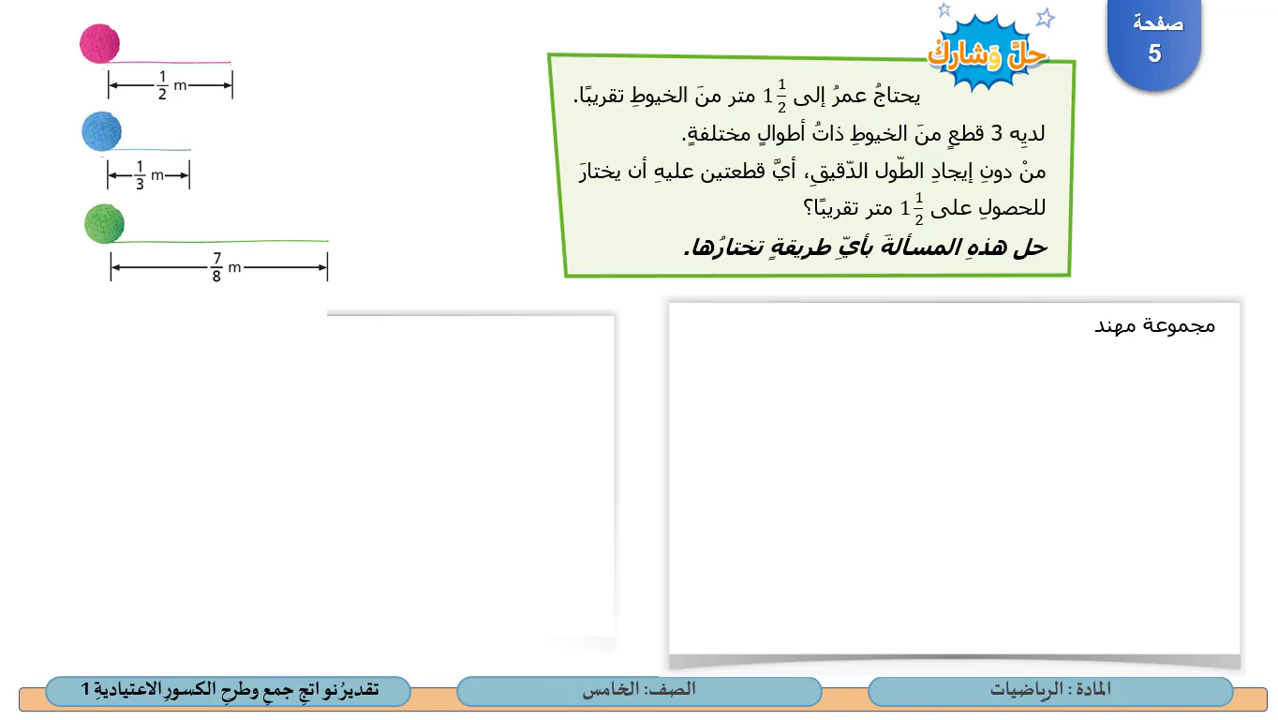 صفحة
5
حلَّ وَشاركْ
يحتاجُ عمرُ إلى 1 1/2 متر منَ الخيوطِ تقريبًا.
لديهِ 3 قطعٍ منَ الخيوطِ ذاتُ أطوالٍ مختلفةٍ.
منْ دونِ إيجادِ الطّول الدّقيقِ، أيَّ قطعتين عليهِ أن يختارَ
للحصولِ على 1 1/2 متر تقريبًا؟
حل هذهِ المسألةَ بأيِّ طريقةٍ تختارُها.
1/2 m
1/3 m
7/8 m
مجموعة مهند
المادة : الرياضيات
الصف: الخامس
تقديرُ نو اتجِ جمعِ وطرحِ الكسورِ الاعتياديةِ 1